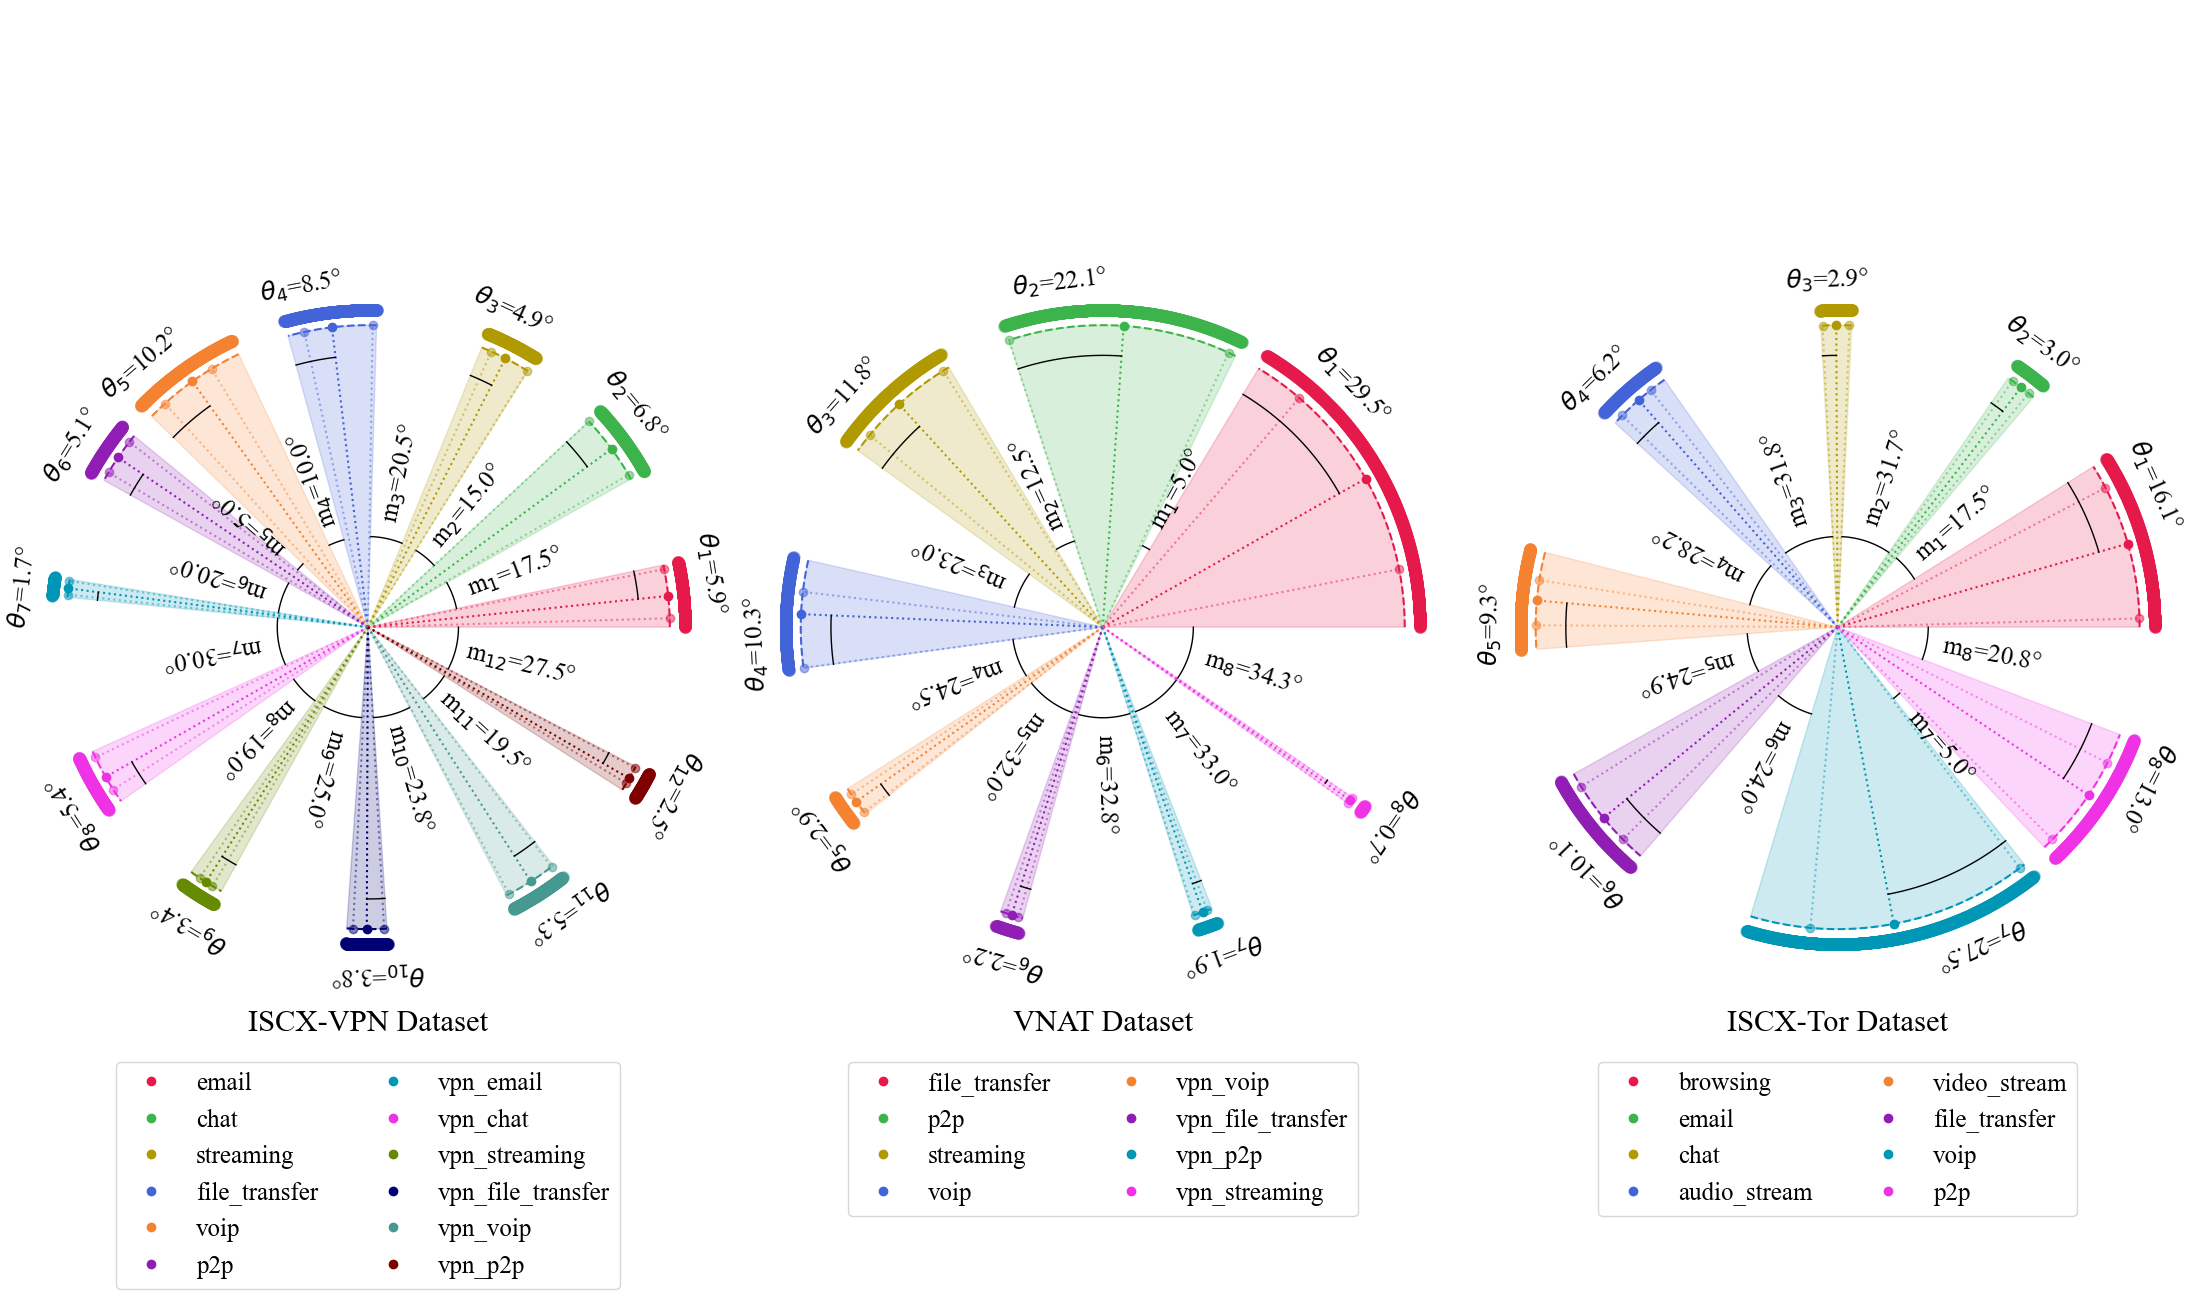 θ1=5.9°
θ2=6.8°
θ3=4.9°
θ4=8.5°
θ5=10.2°
θ6=5.1°
θ7=1.7°
θ8=5.4°
θ9=3.4°
θ10=3.8°
θ11=5.3°
θ12=2.5°
m1=17.5°
m2=15.0°
m3=20.5°
m4=10.0°
m5=5.0°
m6=20.0°
m7=30.0°
m8=19.0°
m9=25.0°
m10=23.8°
m11=19.5°
m12=27.5°
ISCX-VPN Dataset
email
chat
streaming
file_transfer
voip
p2p
vpn_email
vpn_chat
vpn_streaming
vpn_file_transfer
vpn_voip
vpn_p2p
θ1=29.5°
θ2=22.1°
θ3=11.8°
θ4=10.3°
θ5=2.9°
θ6=2.2°
θ7=1.9°
θ8=0.7°
m1=5.0°
m2=12.5°
m3=23.0°
m4=24.5°
m5=32.0°
m6=32.8°
m7=33.0°
m8=34.3°
VNAT Dataset
file_transfer
p2p
streaming
voip
vpn_voip
vpn_file_transfer
vpn_p2p
vpn_streaming
θ1=16.1°
θ2=3.0°
θ3=2.9°
θ4=6.2°
θ5=9.3°
θ6=10.1°
θ7=27.5°
θ8=13.0°
m1=17.5°
m2=31.7°
m3=31.8°
m4=28.2°
m5=24.9°
m6=24.0°
m7=5.0°
m8=20.8°
ISCX-Tor Dataset
browsing
email
chat
audio_stream
video_stream
file_transfer
voip
p2p